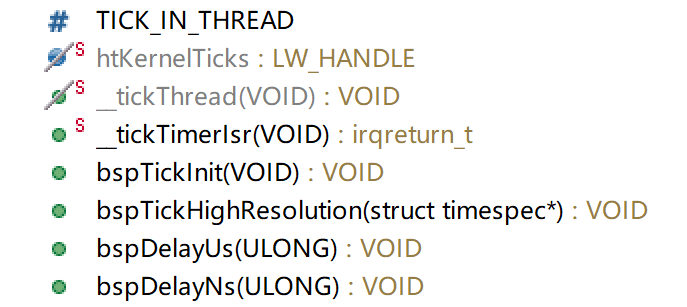 # TICK_IN_THREAD
S htKernelTicks : LW_HANDLE
S __tickThread(VOID) : VOID
S __tickTimerIsr(VOID) : irqreturn_t
bspTickInit(VOID) : VOID
bspTickHighResolution(struct timespec*) : VOID
bspDelayUs(ULONG) : VOID
bspDelayNs(ULONG) : VOID